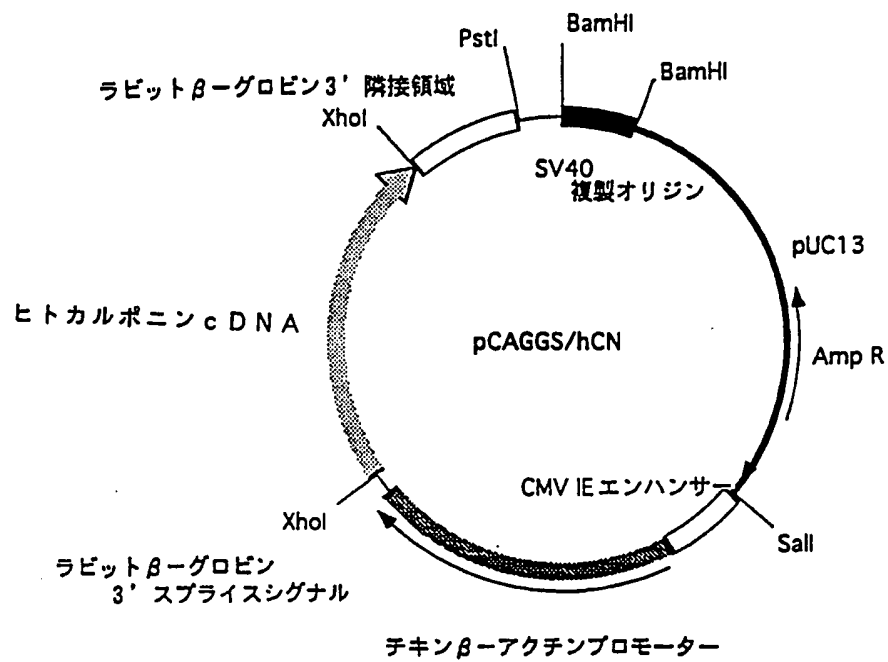 BamHI
PstI
BamHI
ラビットβーグロビン3’隣接領域
XhoI
SV40
複製オリジン
pUC13
ヒトカルポニンcDNA
pCAGGS/hCN
Amp R
CMV IEエンハンサー
XhoI
SalI
ラビットβーグロビン
3’スプライスシグナル
チキンβーアクチンプロモーター